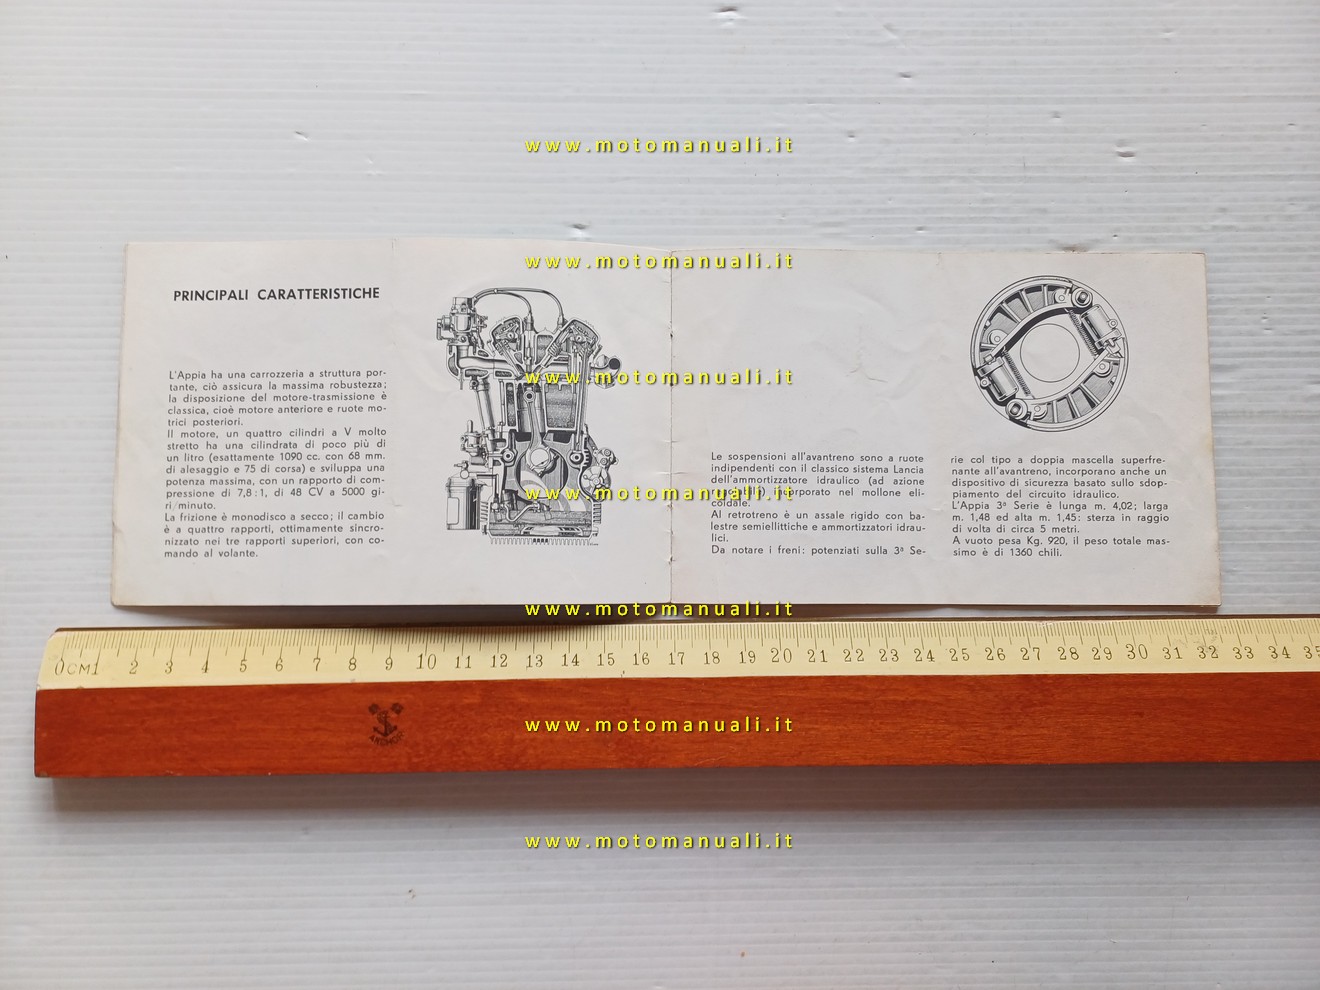 www.motomanuali.it
www.motomanuali.it
PRINCIPALI CARATTERISTICHE
L'Appia ha una carrozzeria a struttura por-
tante, ciò assicura la massima robustezza;
la disposizione del motore-trasmissione è
classica, cioè motore anteriore e ruote mo-
trici posteriori.
Il motore, un quattro cilindri a V molto
stretto ha una cilindrata di poco più di
un litro (esattamente 1090 cc. con 68 mm.
di alesaggio e 75 di corsa) e sviluppa una
potenza massima, con un rapporto di com-
pressione di 7,8:1, di 48 CV a 5000 gi-
ri/minuto.
La frizione è monodisco a secco; il cambio
è a quattro rapporti, ottimamente sincro-
nizzato nei tre rapporti superiori, con co-
mando al volante.
www.motomanuali.it
Le sospensioni all'avantreno sono a ruote
indipendenti con il classico sistema Lancia
dell'ammortizzatore idraulico (ad azione
incorporato nel mollone eli-
coidale.
Al retrotreno è un assale rigido con ba-
lestre semiellittiche e ammortizzatori idrau-
lici.
Da notare i freni: potenziati sulla 3ª Se-
rie col tipo a doppia mascella superfre-
nante all'avantreno, incorporano anche un
dispositivo di sicurezza basato sullo sdop-
piamento del circuito idraulico.
L'Appia 3ª Serie è lunga m. 4,02; larga
m. 1,48 ed alta m. 1,45: sterza in raggio
di volta di circa 5 metri.
A vuoto pesa Kg. 920, il peso totale mas-
simo è di 1360 chili.
www.motomanuali.it
www.motomanuali.it
0 CM 1 2 3 4 5 6 7 8 9 10 11 12 13 14 15 16 17 18 19 20 21 22 23 24 25 26 27 28 29 30 31 32 33 34 35
ANCHOR
www.motomanuali.it
www.motomanuali.it